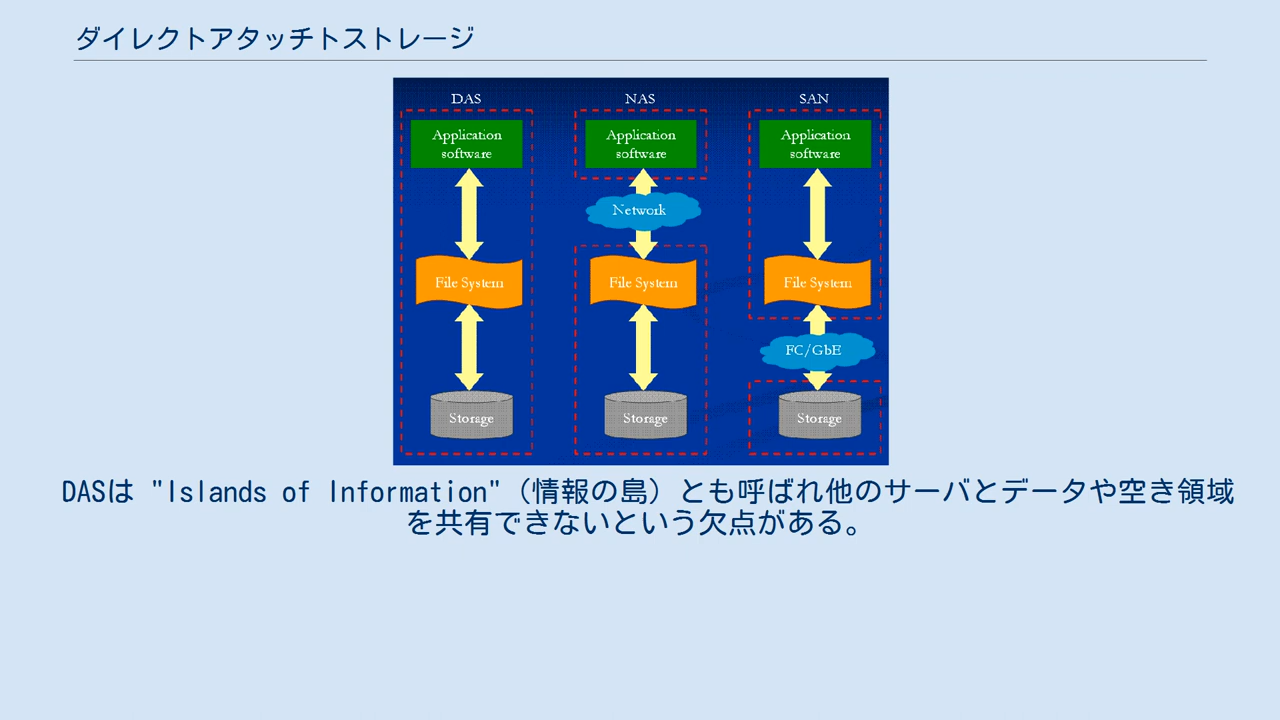 ダイレクトアタッチトストレージ
DAS
NAS
SAN
Application
software
Application
software
Application
software
Network
File System
File System
File System
FC/GbE
Storage
Storage
Storage
DASは "Islands of Information"（情報の島）とも呼ばれ他のサーバとデータや空き領域
を共有できないという欠点がある。